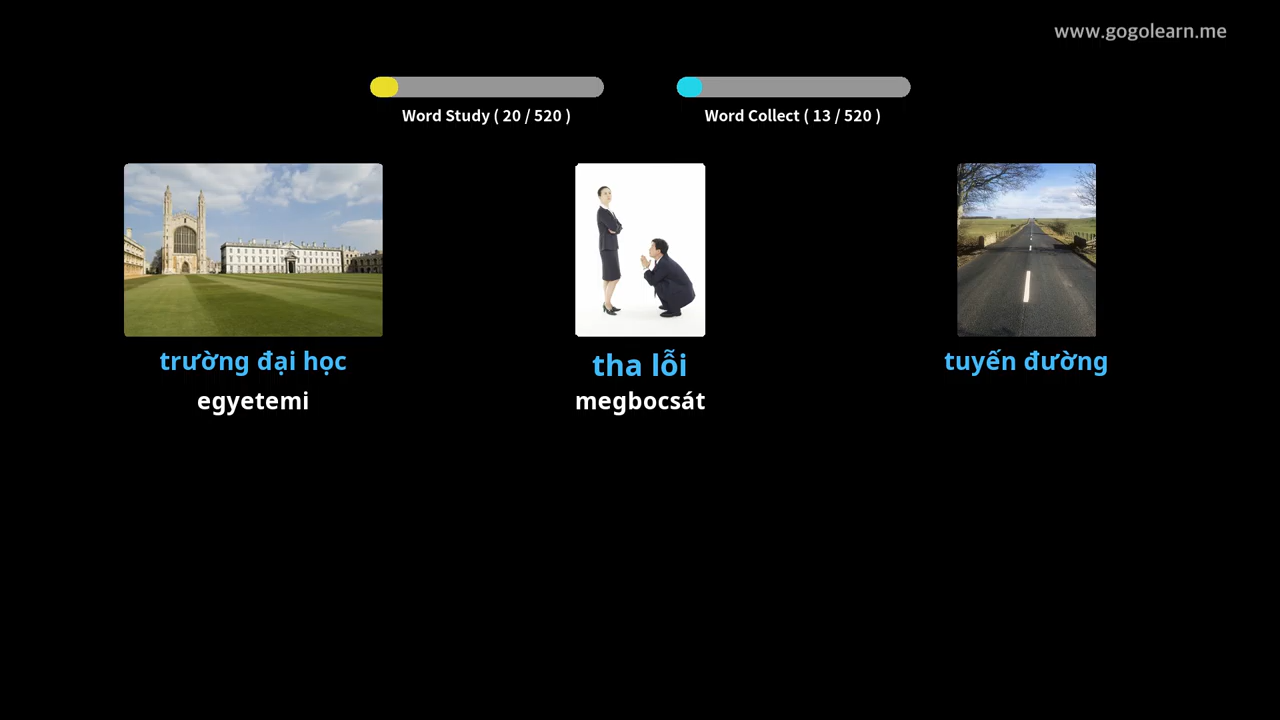 www.gogolearn.me
Word Study ( 20 / 520 )
Word Collect ( 13 / 520 )
trường đại học
egyetemi
tha lỗi
megbocsát
tuyến đường